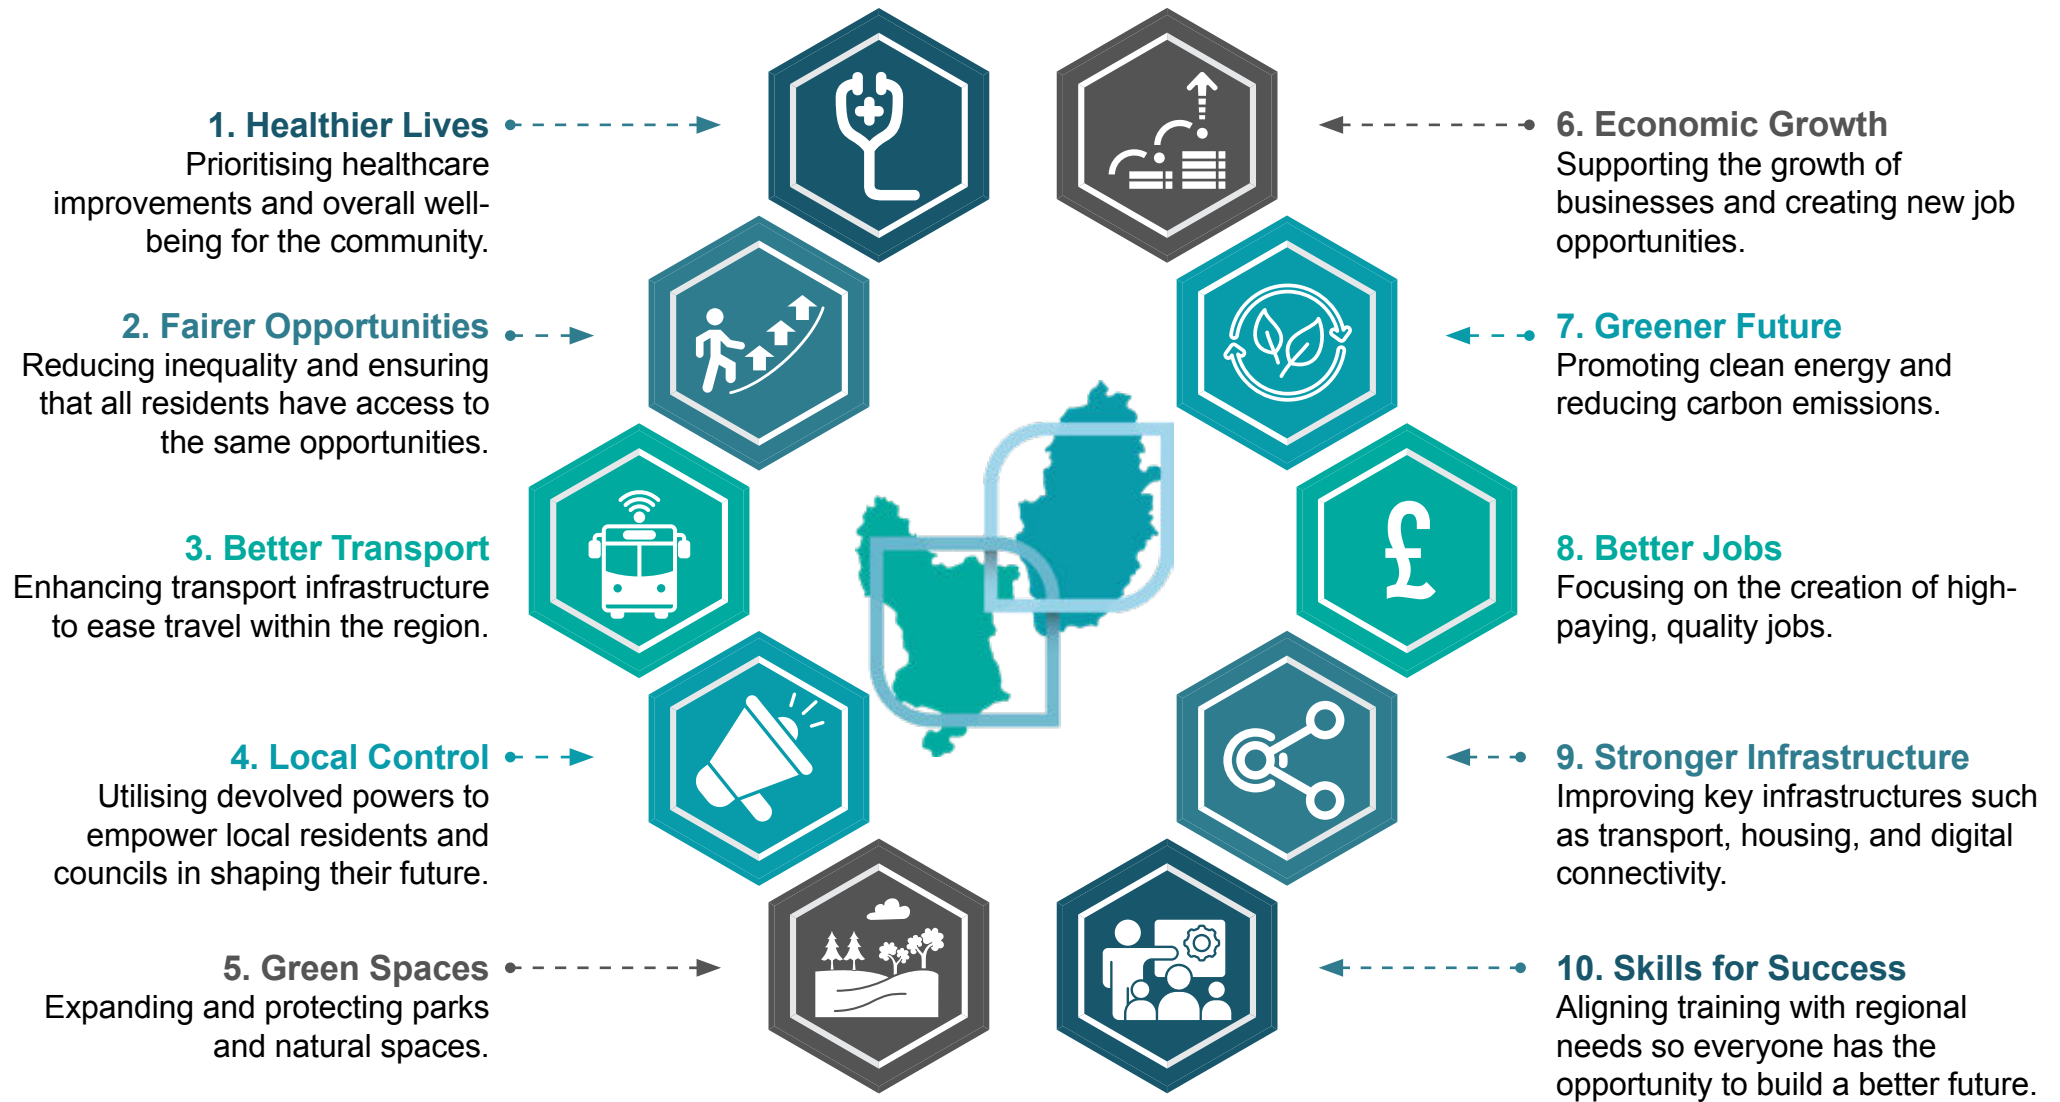 1. Healthier Lives
Prioritising healthcare
improvements and overall well-
being for the community.
2. Fairer Opportunities
Reducing inequality and ensuring
that all residents have access to
the same opportunities.
3. Better Transport
Enhancing transport infrastructure
to ease travel within the region.
4. Local Control
Utilising devolved powers to
empower local residents and
councils in shaping their future.
5. Green Spaces
Expanding and protecting parks
and natural spaces.
£
6. Economic Growth
Supporting the growth of
businesses and creating new job
opportunities.
7. Greener Future
Promoting clean energy and
reducing carbon emissions.
8. Better Jobs
Focusing on the creation of high-
paying, quality jobs.
9. Stronger Infrastructure
Improving key infrastructures such
as transport, housing, and digital
connectivity.
10. Skills for Success
Aligning training with regional
needs so everyone has the
opportunity to build a better future.